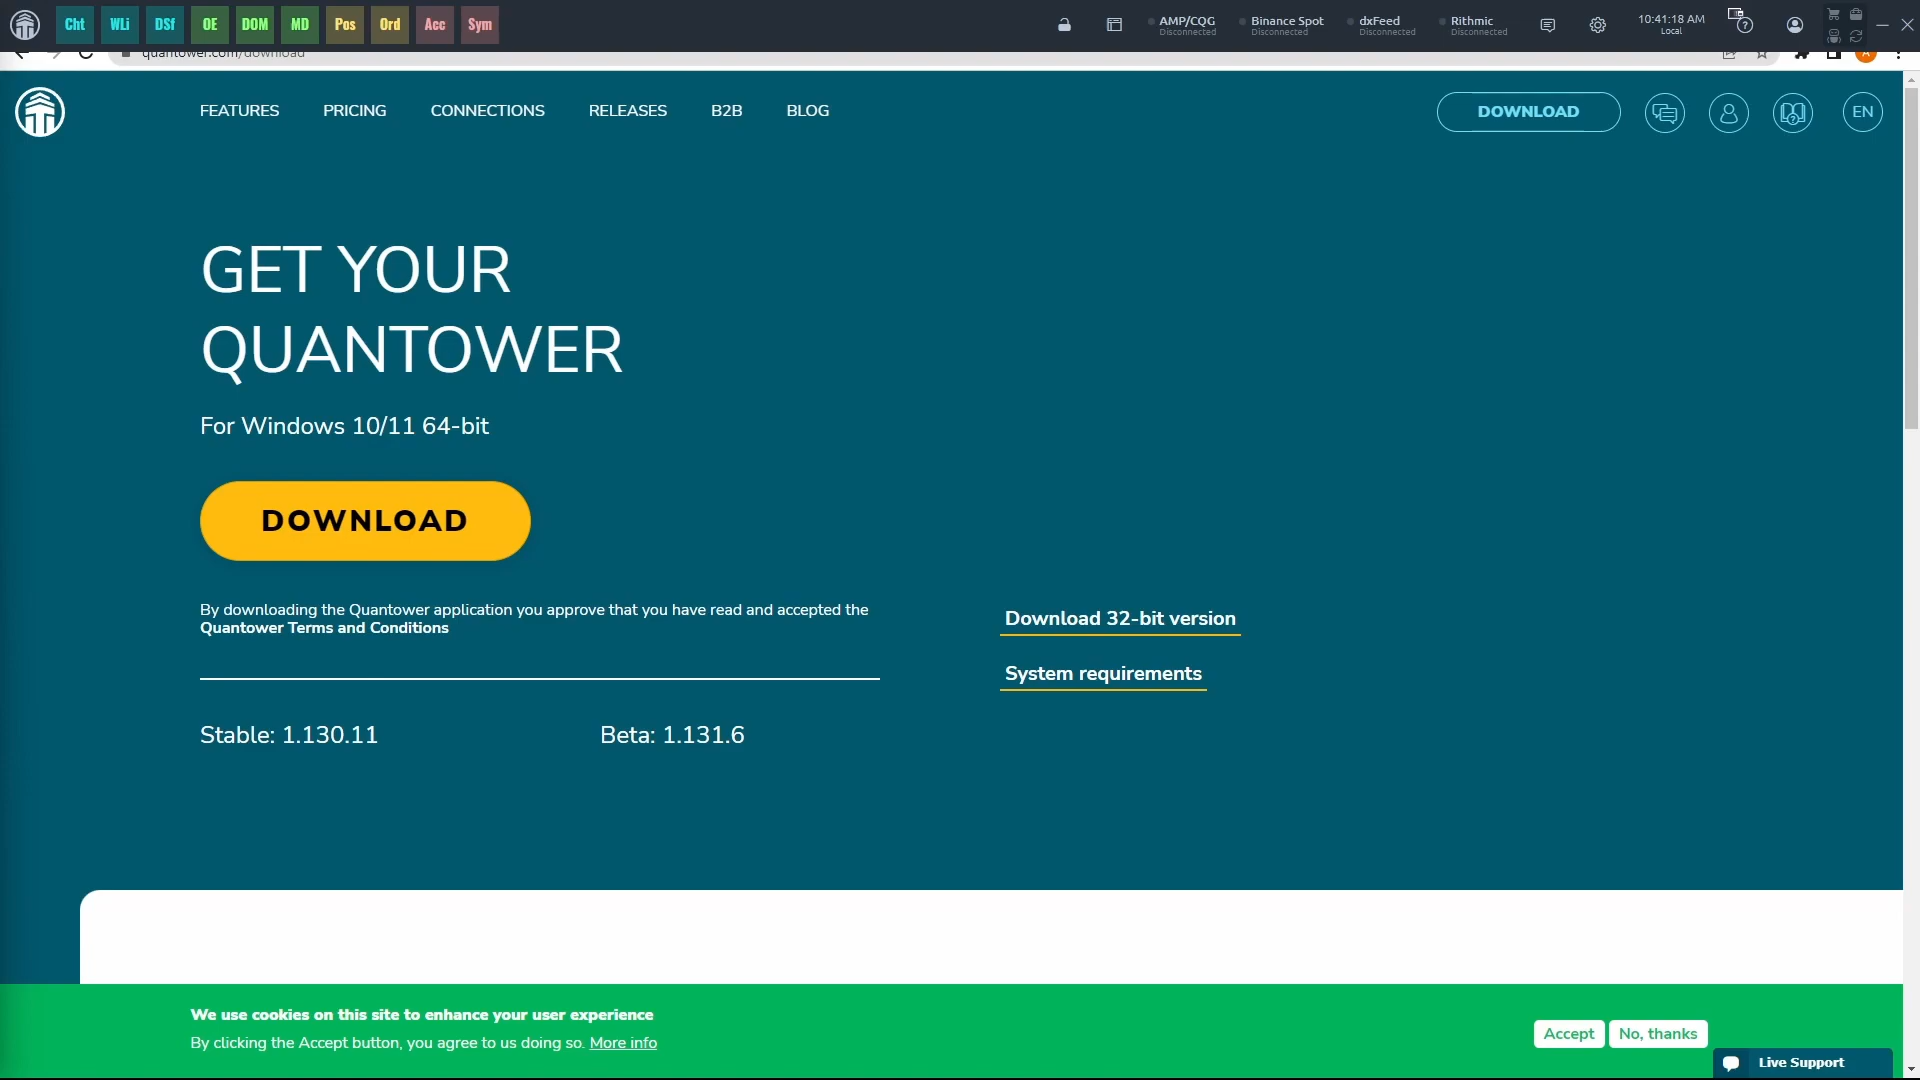 Cht WLi DSf OE DOM MD Pos Ord Acc Sym
AMP/CQG
Disconnected
Binance Spot
Disconnected
dxFeed
Disconnected
Rithmic
Disconnected
10:41:18 AM
Local
quantower.com/download
FEATURES PRICING CONNECTIONS RELEASES B2B BLOG
DOWNLOAD
EN
GET YOUR
QUANTOWER
For Windows 10/11 64-bit
DOWNLOAD
By downloading the Quantower application you approve that you have read and accepted the
Quantower Terms and Conditions
Download 32-bit version
System requirements
Stable: 1.130.11
Beta: 1.131.6
We use cookies on this site to enhance your user experience
By clicking the Accept button, you agree to us doing so. More info
Accept
No, thanks
Live Support